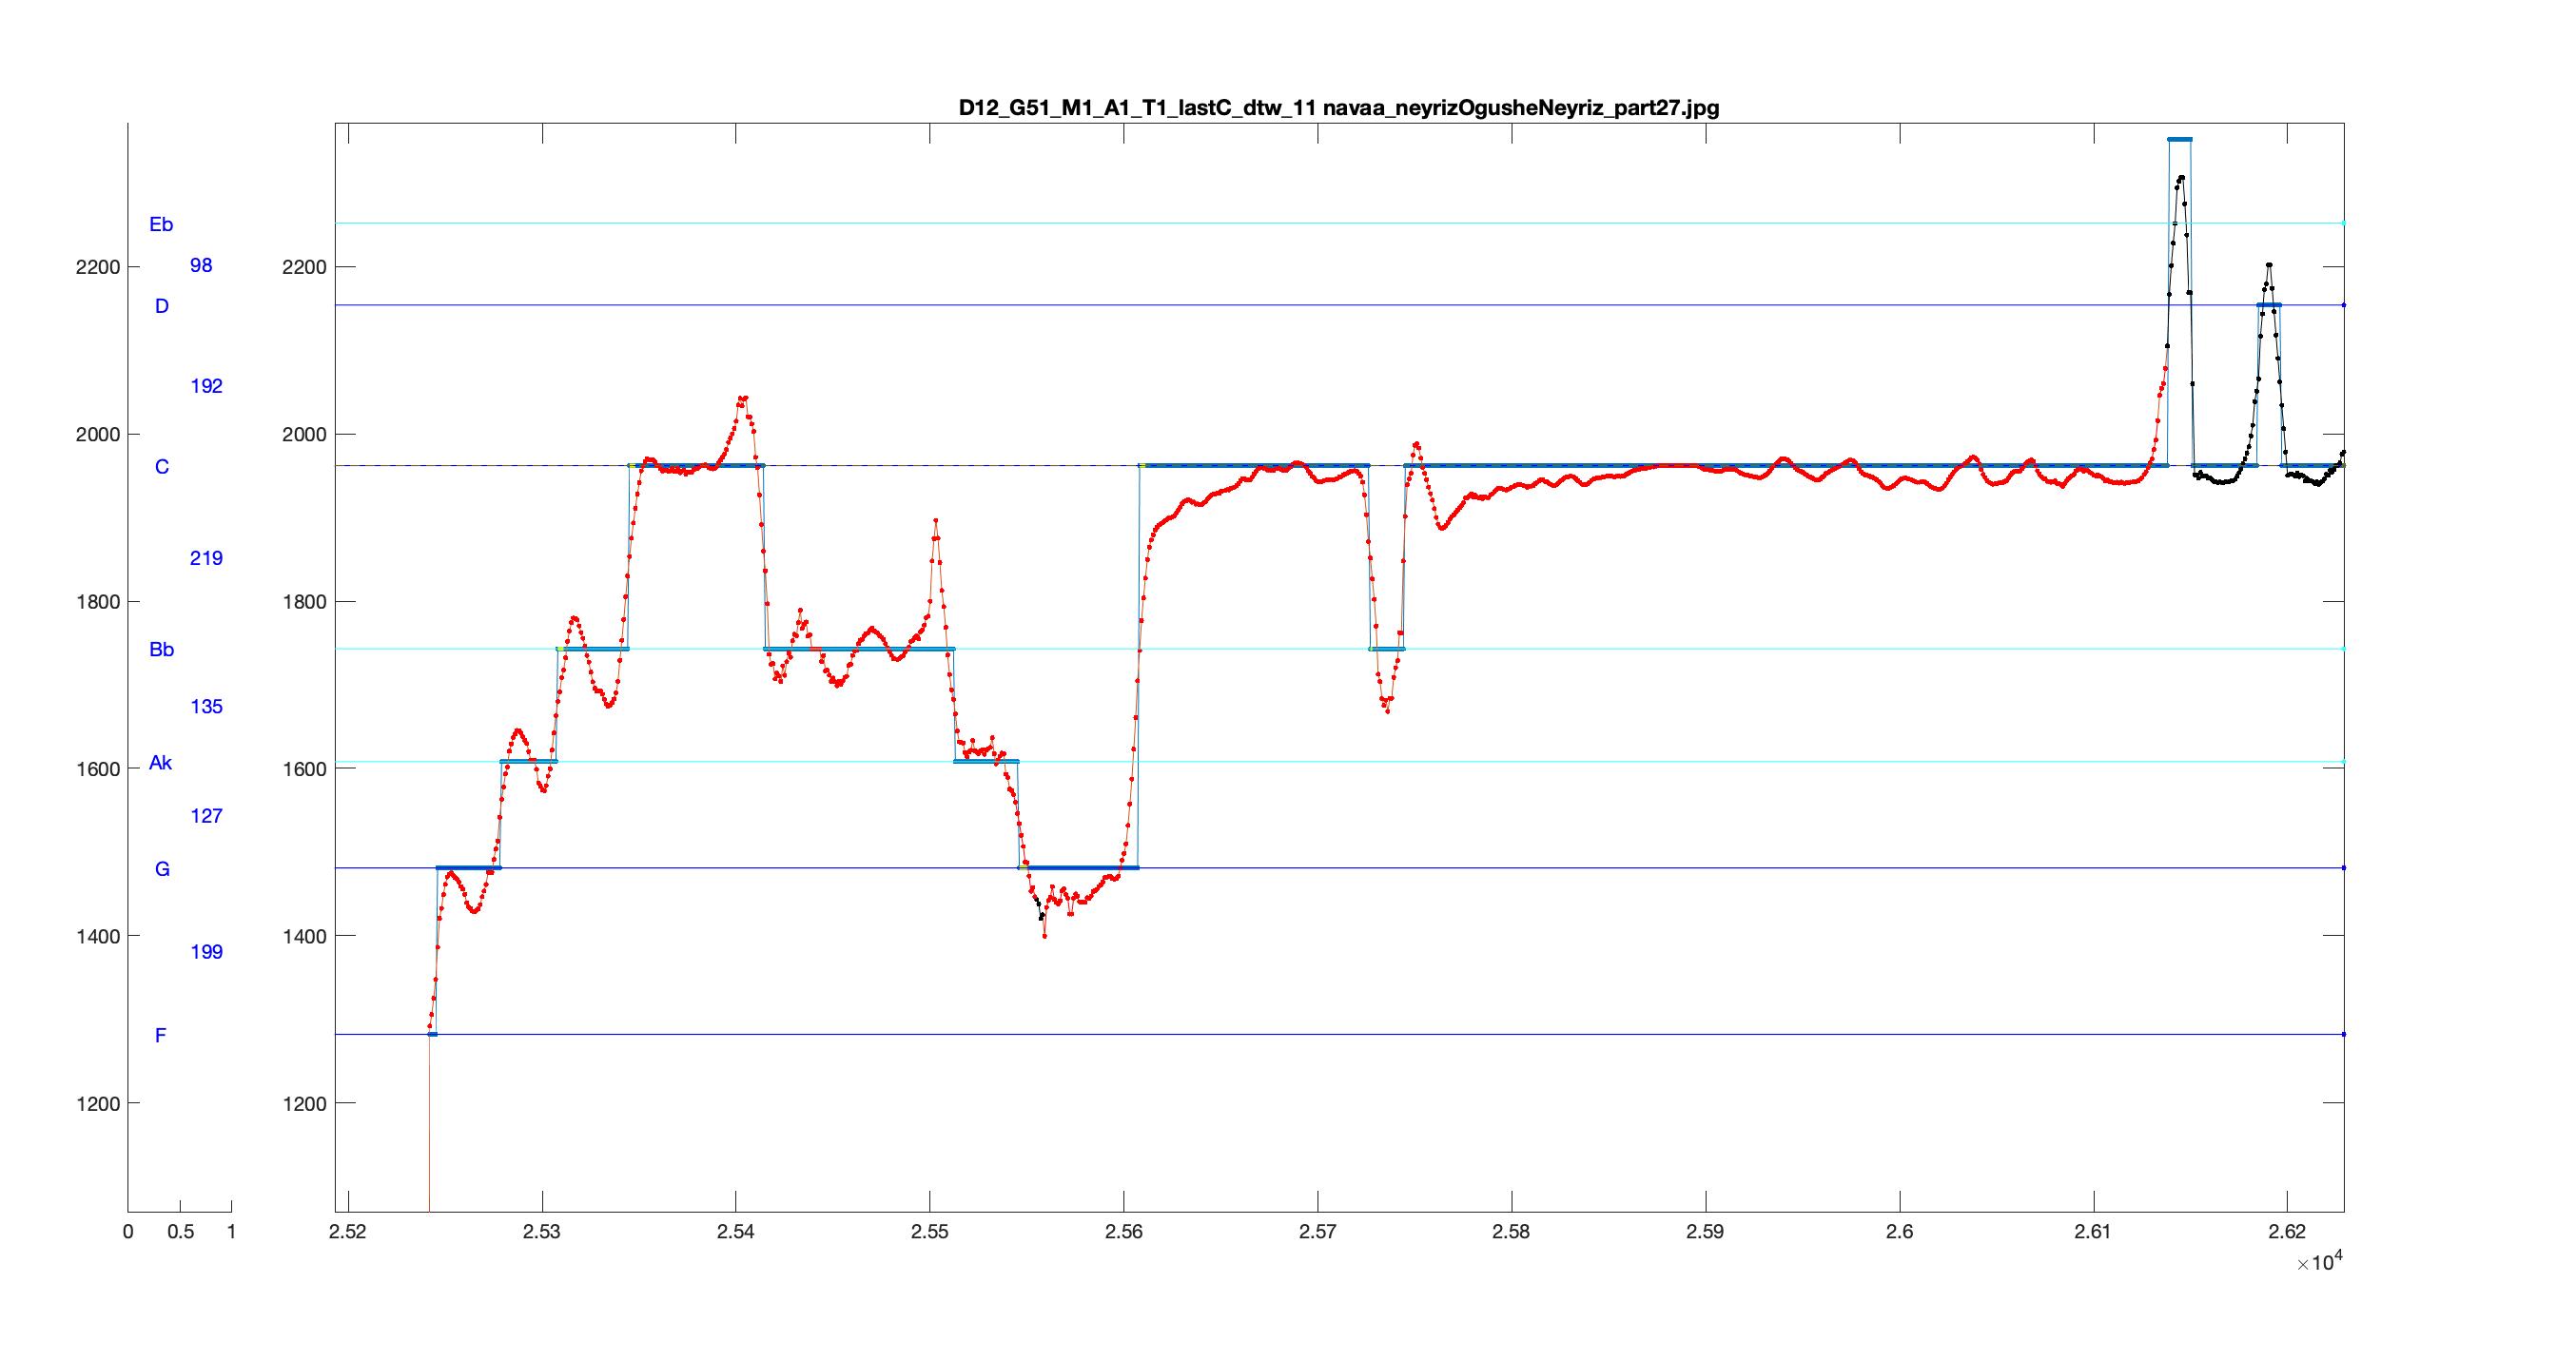 D12_G51_M1_A1_T1_lastC_dtw_11 navaa_neyrizOgusheNeyriz_part27.jpg
Eb
2200 98 2200
D
192
2000 2000
C
219
1800 1800
Bb
135
1600 Ak 1600
127
G
1400 199 1400
F
1200 1200
0 0.5 1 2.52 2.53 2.54 2.55 2.56 2.57 2.58 2.59 2.6 2.61 2.62
×10^4